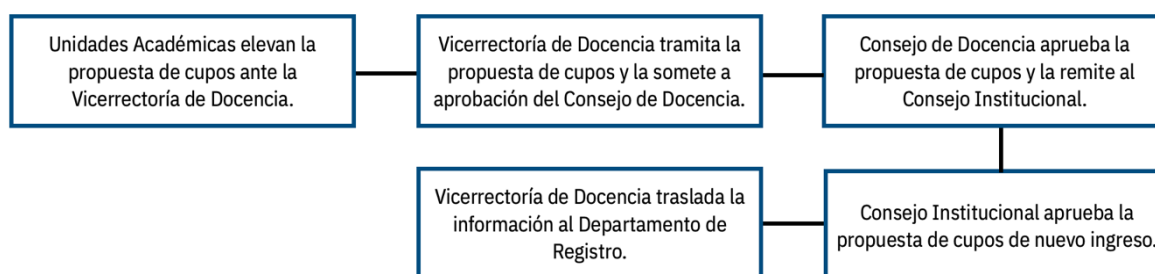 Unidades Académicas elevan la
propuesta de cupos ante la
Vicerrectoría de Docencia.
Vicerrectoría de Docencia tramita la
propuesta de cupos y la somete a
aprobación del Consejo de Docencia.
Consejo de Docencia aprueba la
propuesta de cupos y la remite al
Consejo Institucional.
Consejo Institucional aprueba la
propuesta de cupos de nuevo ingreso.
Vicerrectoría de Docencia traslada la
información al Departamento de
Registro.